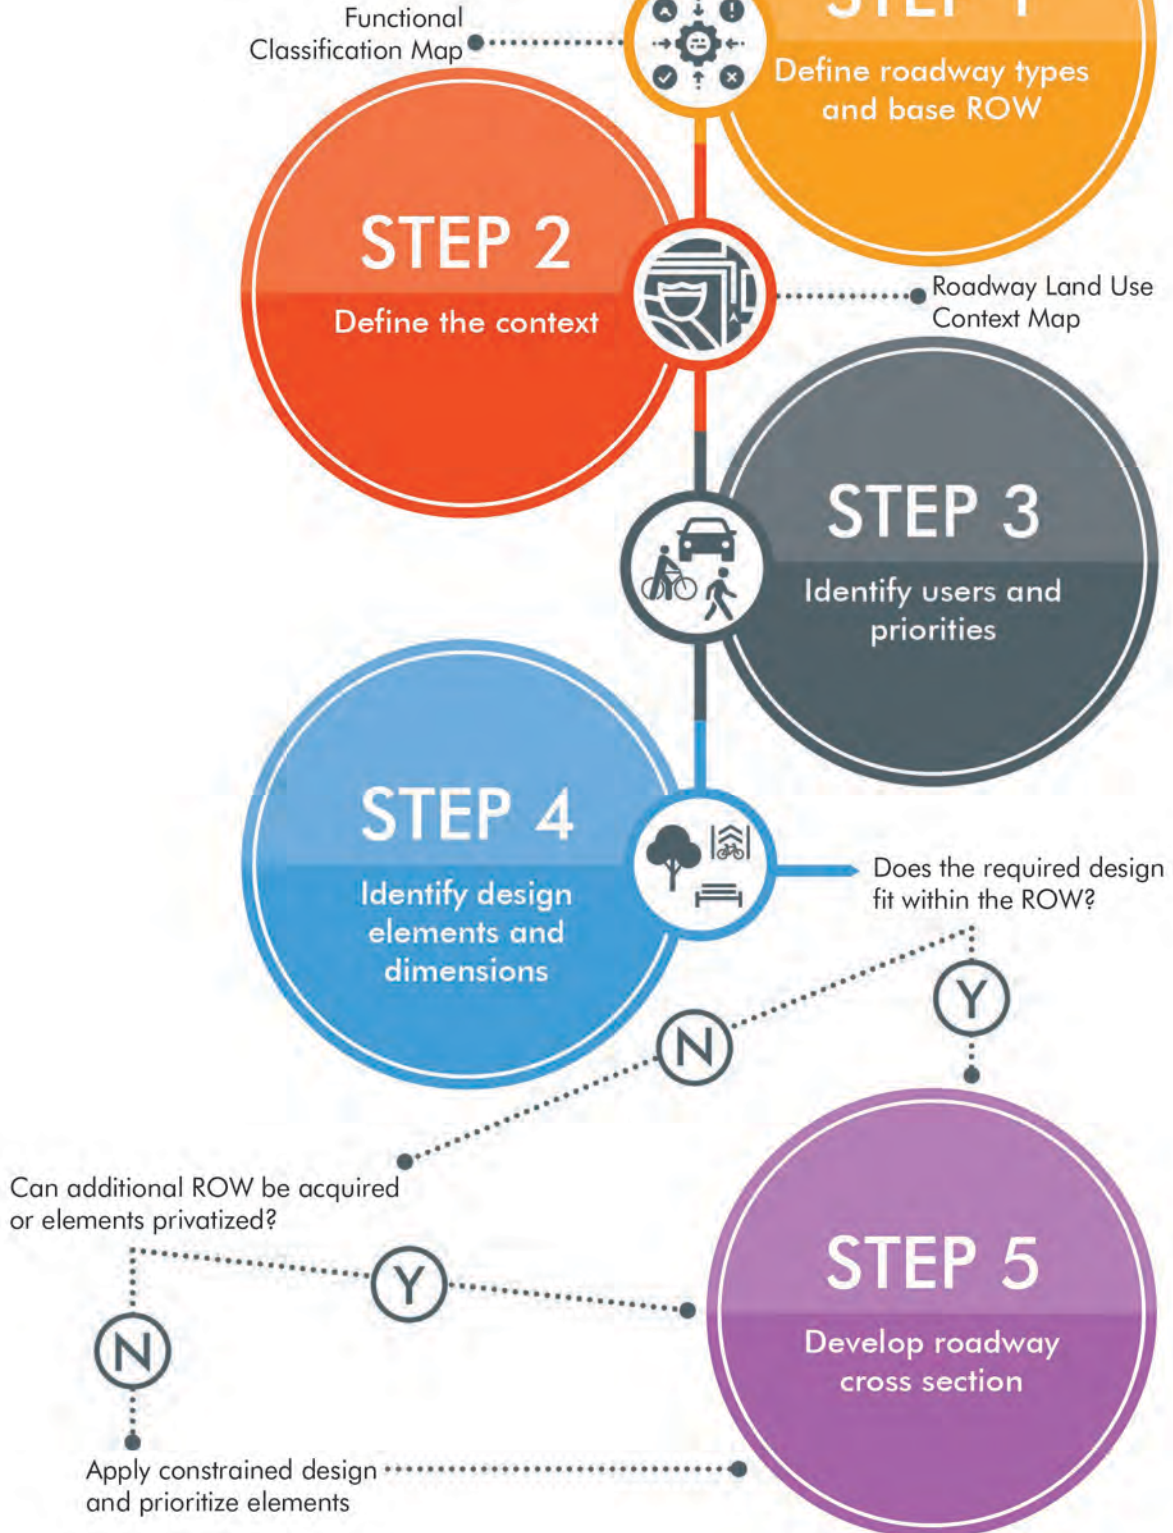 STEP 1
Functional
Classification Map
Define roadway types
and base ROW
STEP 2
Define the context
Roadway Land Use
Context Map
STEP 3
Identify users and
priorities
STEP 4
Identify design
elements and
dimensions
Does the required design
fit within the ROW?
Y
N
Can additional ROW be acquired
or elements privatized?
Y
N
STEP 5
Develop roadway
cross section
Apply constrained design
and prioritize elements